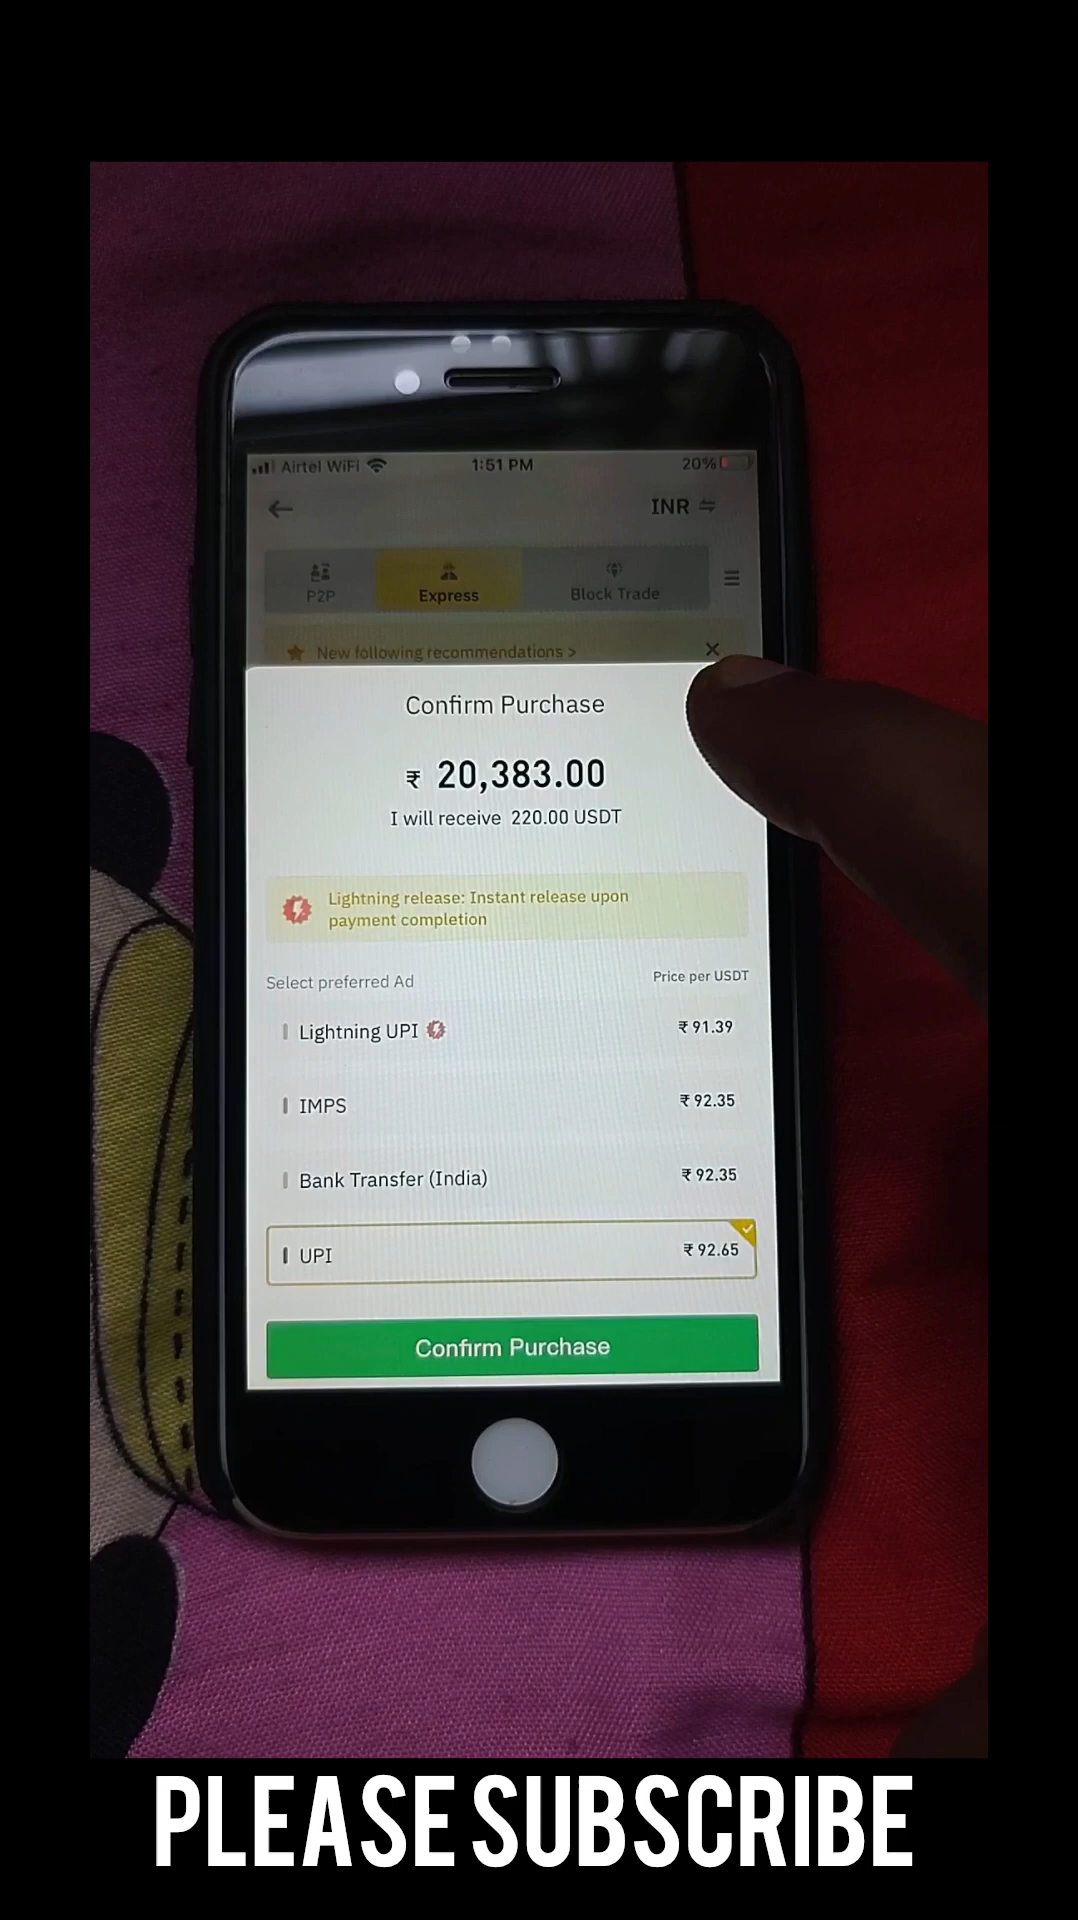 Airtel WiFi 1:51 PM 20%
INR
P2P Express Block Trade
New following recommendations >
Confirm Purchase
₹ 20,383.00
I will receive 220.00 USDT
Lightning release: Instant release upon
payment completion
Select preferred Ad Price per USDT
Lightning UPI ₹ 91.39
IMPS ₹ 92.35
Bank Transfer (India) ₹ 92.35
UPI ₹ 92.65
Confirm Purchase
PLEASE SUBSCRIBE